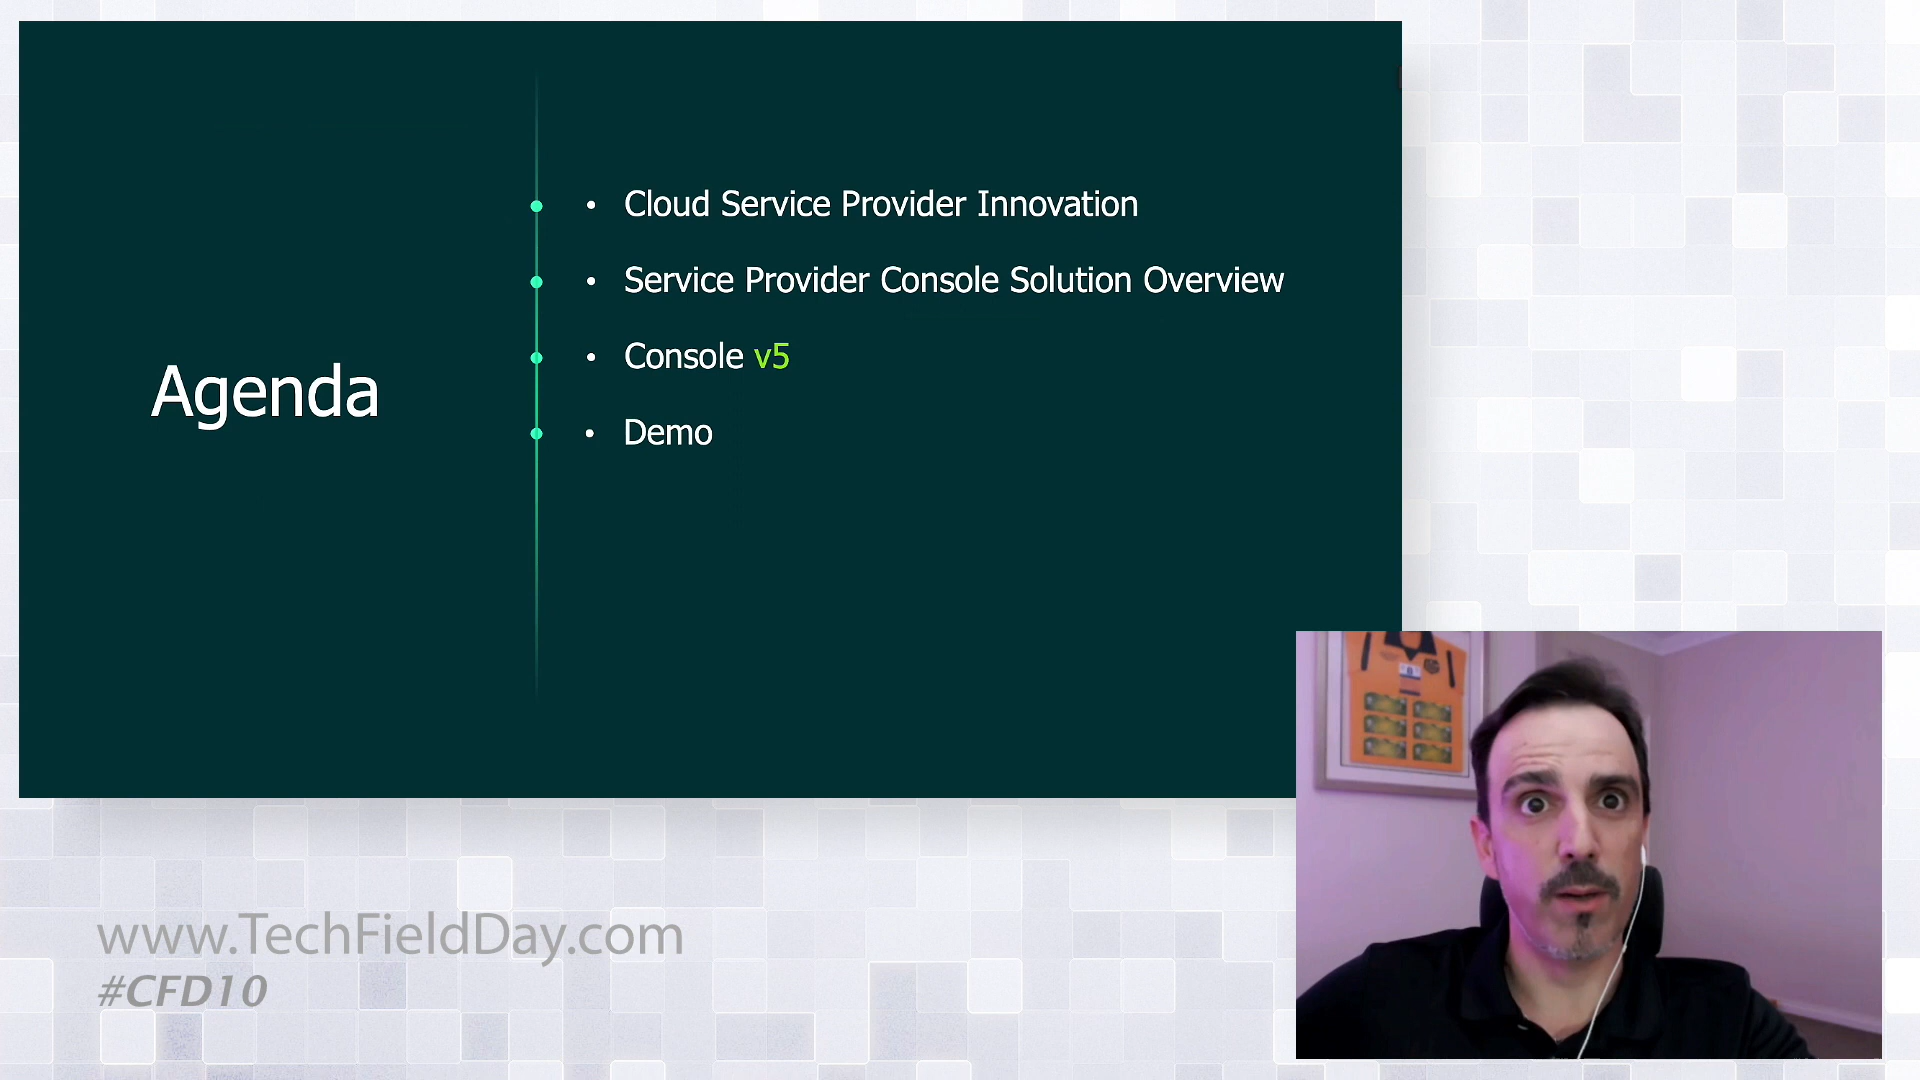 Agenda
• Cloud Service Provider Innovation
• Service Provider Console Solution Overview
• Console v5
• Demo
www.TechFieldDay.com
#CFD10